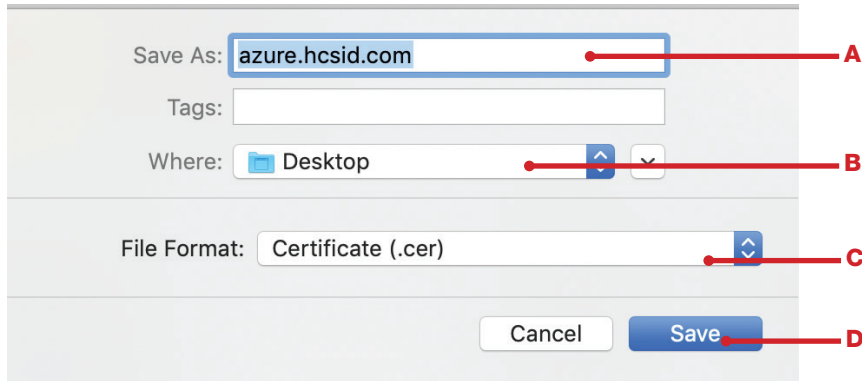 Save As: azure.hcsid.com A
Tags:
Where: Desktop B
File Format: Certificate (.cer) C
Cancel Save D